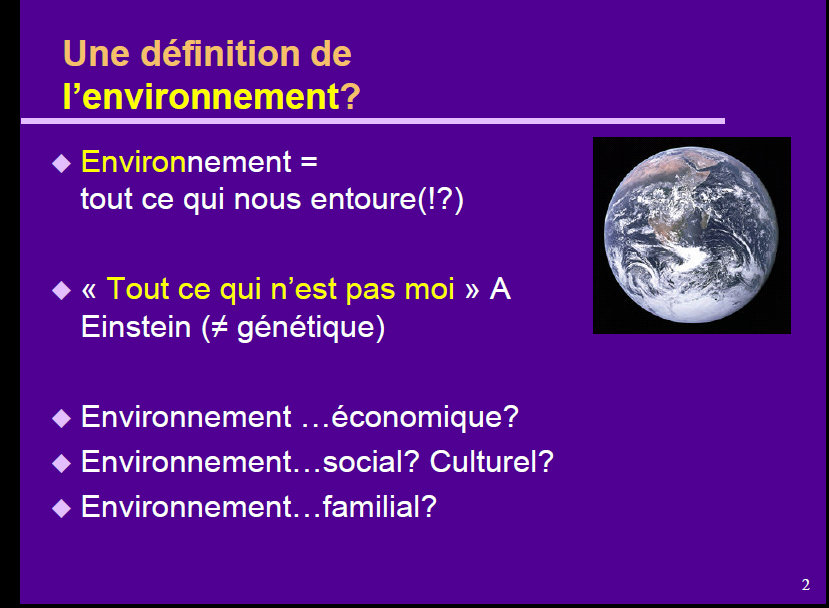 Une définition de
l’environnement?
◆ Environnement =
tout ce qui nous entoure(!?)
◆ « Tout ce qui n’est pas moi » A
Einstein (≠ génétique)
◆ Environnement …économique?
◆ Environnement…social? Culturel?
◆ Environnement…familial?
2